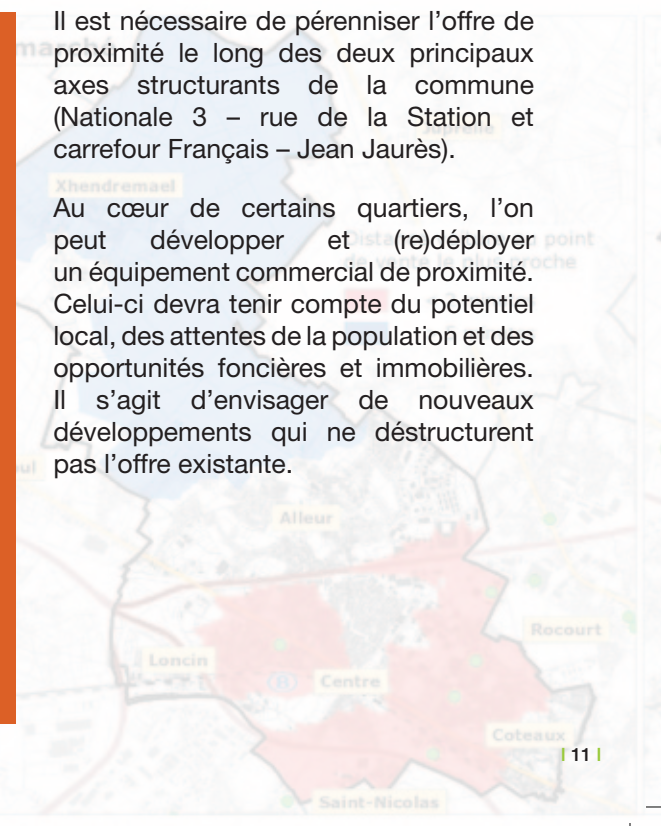 Il est nécessaire de pérenniser l’offre de
proximité le long des deux principaux
axes structurants de la commune
(Nationale 3 – rue de la Station et
carrefour Français – Jean Jaurès).
Juprelle
Xhendremael
Au cœur de certains quartiers, l’on
peut développer et (re)déployer
un équipement commercial de proximité.
Celui-ci devra tenir compte du potentiel
local, des attentes de la population et des
opportunités foncières et immobilières.
Il s’agit d’envisager de nouveaux
développements qui ne déstructurent
pas l’offre existante.
Alleur
Rocourt
Loncin
Centre
Coteaux
| 11 |
Saint-Nicolas